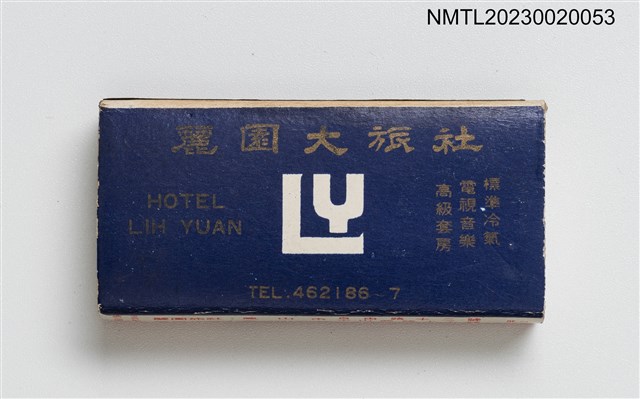 NMTL20230020053
麗園大旅社
HOTEL
LIH YUAN
LY
標準冷氣
電視音樂
高級套房
TEL.462186-7